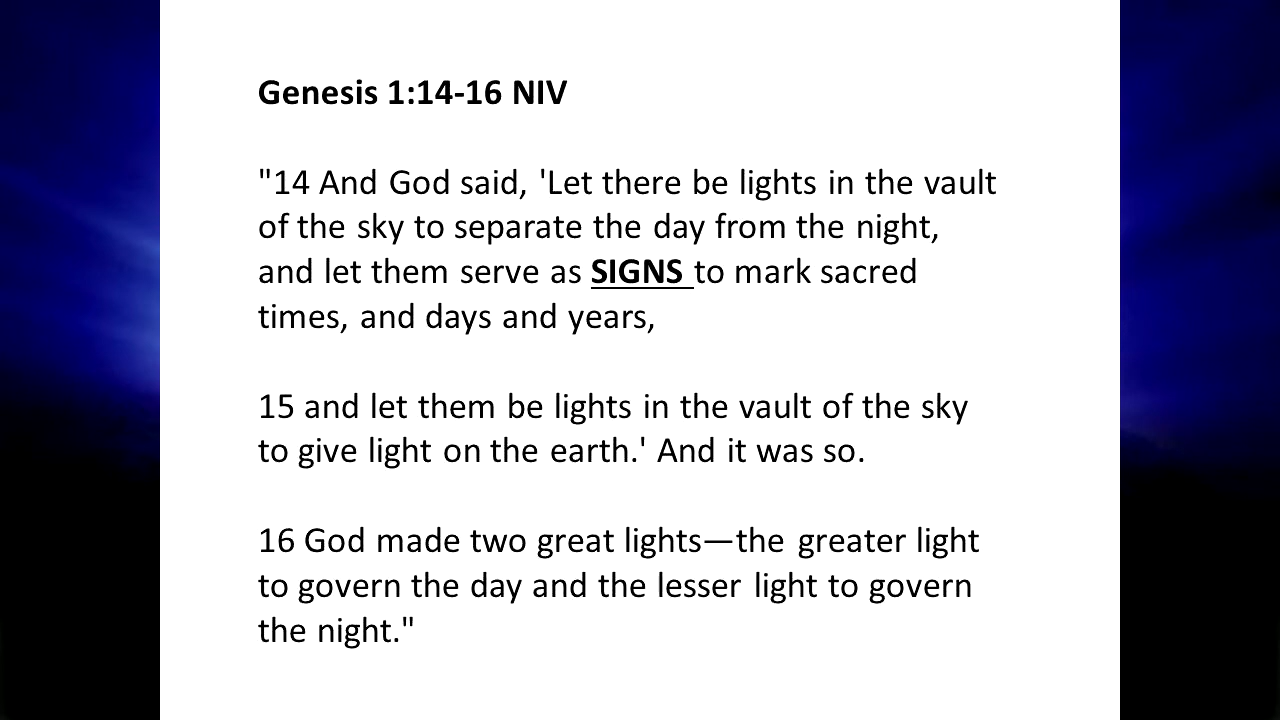 Genesis 1:14-16 NIV
"14 And God said, 'Let there be lights in the vault
of the sky to separate the day from the night,
and let them serve as SIGNS to mark sacred
times, and days and years,
15 and let them be lights in the vault of the sky
to give light on the earth.' And it was so.
16 God made two great lights—the greater light
to govern the day and the lesser light to govern
the night."